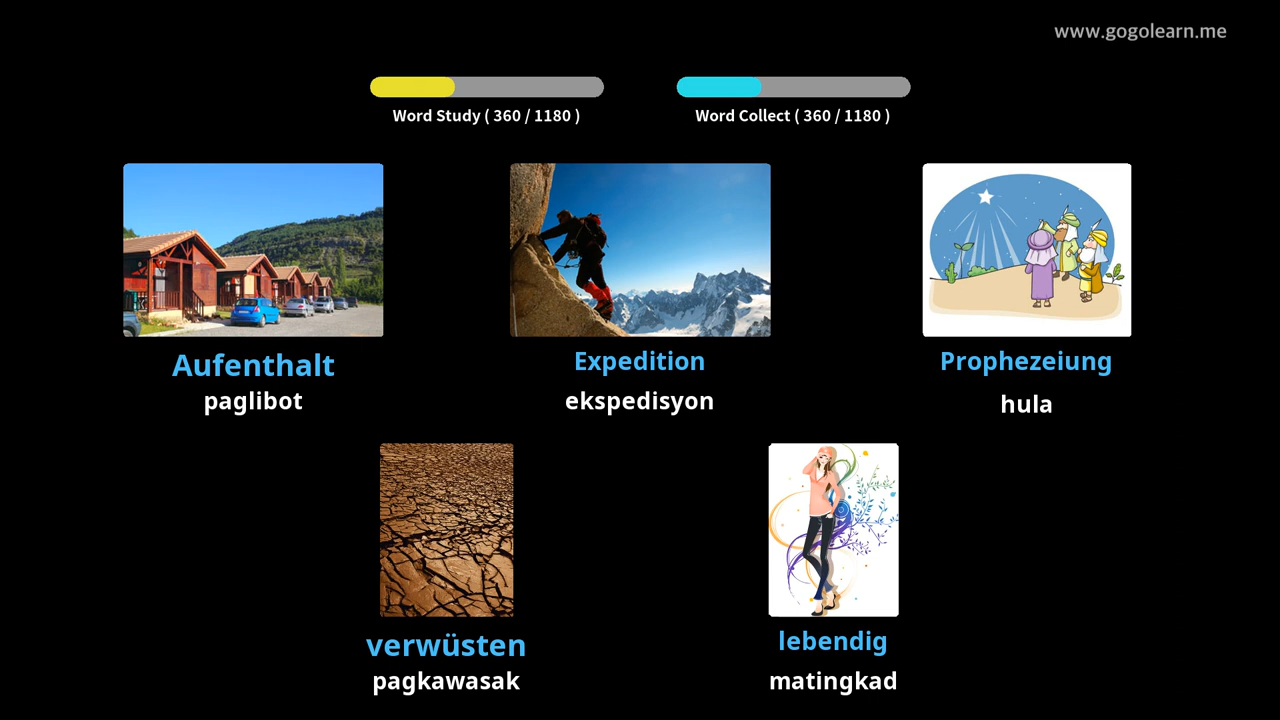 www.gogolearn.me
Word Study ( 360 / 1180 )
Word Collect ( 360 / 1180 )
Aufenthalt
paglibot
Expedition
ekspedisyon
Prophezeiung
hula
verwüsten
pagkawasak
lebendig
matingkad